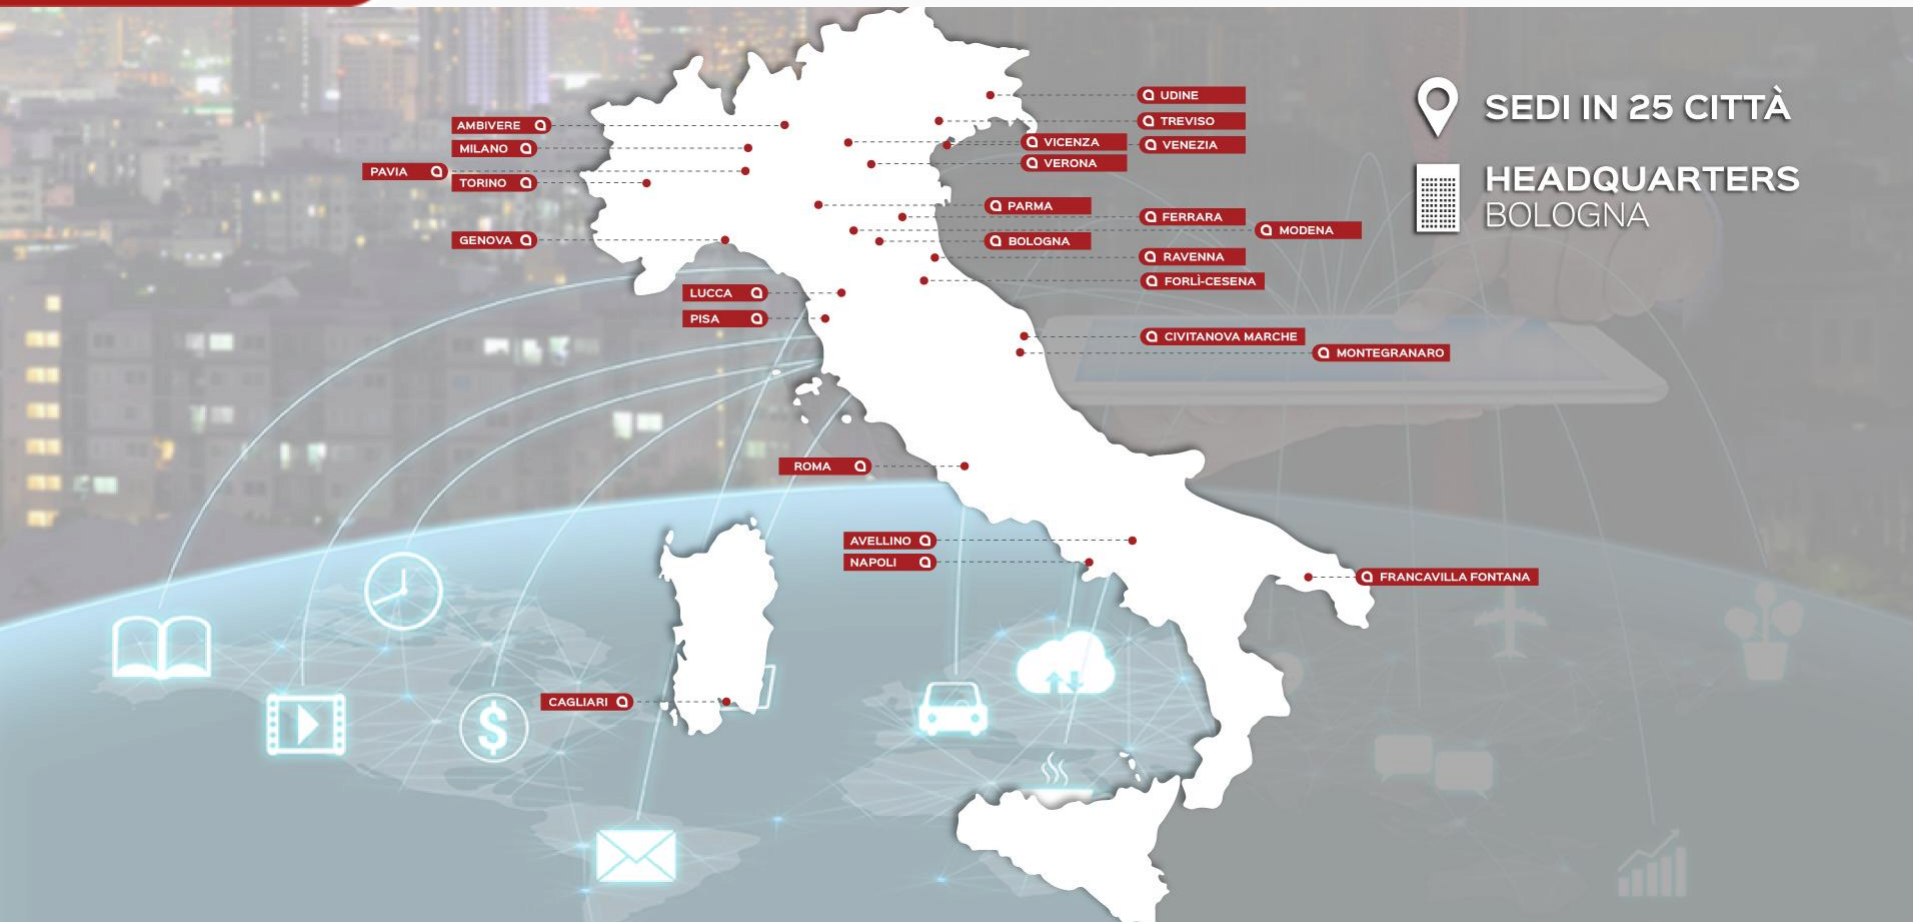 UDINE
AMBIVERE
TREVISO
SEDI IN 25 CITTÀ
MILANO
VICENZA
VENEZIA
PAVIA
VERONA
TORINO
HEADQUARTERS
BOLOGNA
PARMA
FERRARA
MODENA
GENOVA
BOLOGNA
RAVENNA
FORLÌ-CESENA
LUCCA
PISA
CIVITANOVA MARCHE
MONTEGRANARO
ROMA
AVELLINO
NAPOLI
FRANCAVILLA FONTANA
CAGLIARI